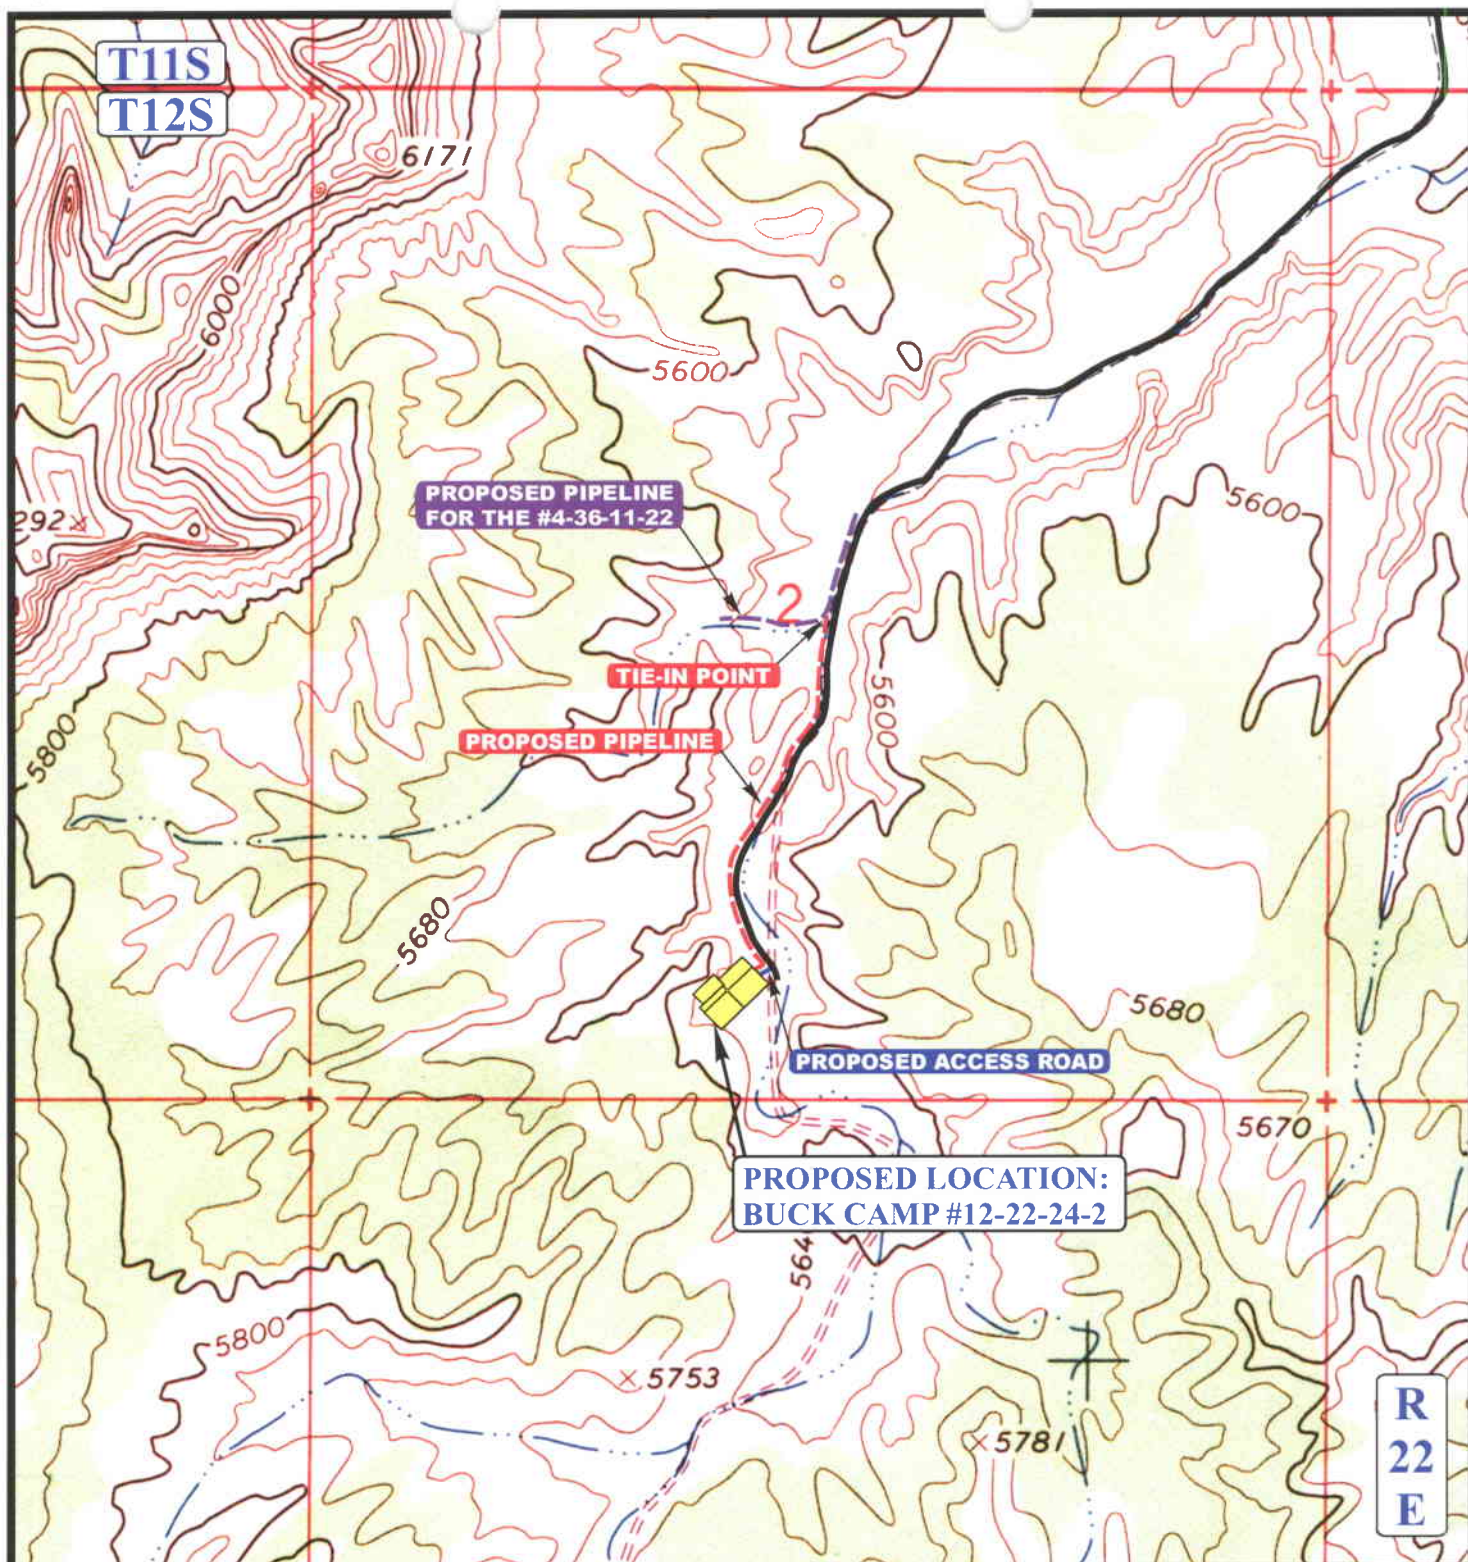 T11S
T12S
6171
6000
5600
PROPOSED PIPELINE
FOR THE #4-36-11-22
292
5600
2
TIE-IN POINT
5600
PROPOSED PIPELINE
5800
5680
5680
PROPOSED ACCESS ROAD
5670
PROPOSED LOCATION:
BUCK CAMP #12-22-24-2
564
5800
5753
5781
R
22
E